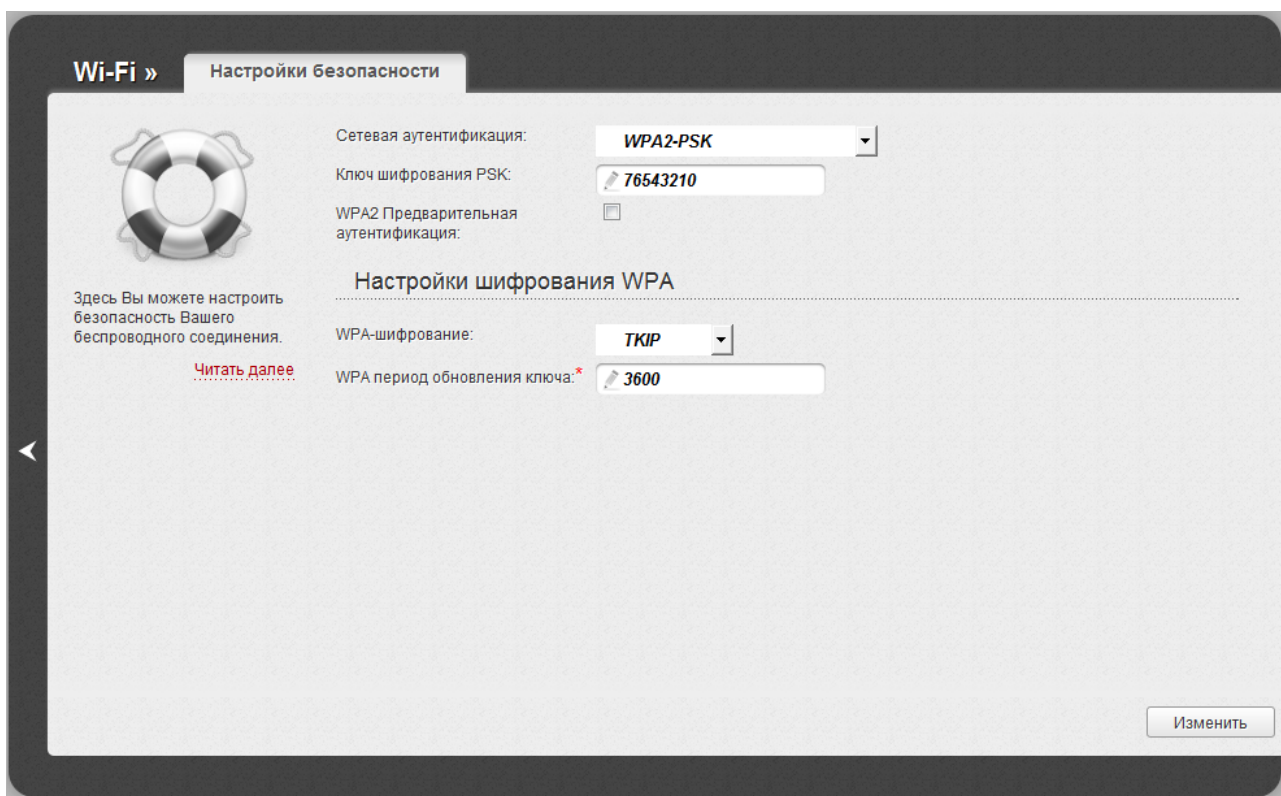 Wi-Fi »
Настройки безопасности
Здесь Вы можете настроить
безопасность Вашего
беспроводного соединения.
Читать далее
Сетевая аутентификация:
WPA2-PSK
Ключ шифрования PSK:
76543210
WPA2 Предварительная
аутентификация:
Настройки шифрования WPA
WPA-шифрование:
TKIP
WPA период обновления ключа:*
3600
Изменить